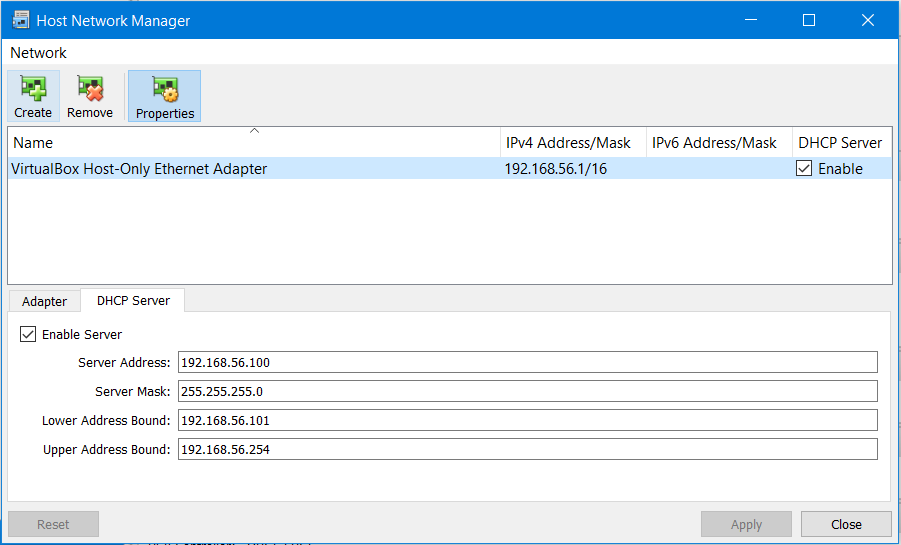 Host Network Manager
Network
Create Remove Properties
Name IPv4 Address/Mask IPv6 Address/Mask DHCP Server
VirtualBox Host-Only Ethernet Adapter 192.168.56.1/16 Enable
Adapter DHCP Server
Enable Server
Server Address: 192.168.56.100
Server Mask: 255.255.255.0
Lower Address Bound: 192.168.56.101
Upper Address Bound: 192.168.56.254
Reset Apply Close